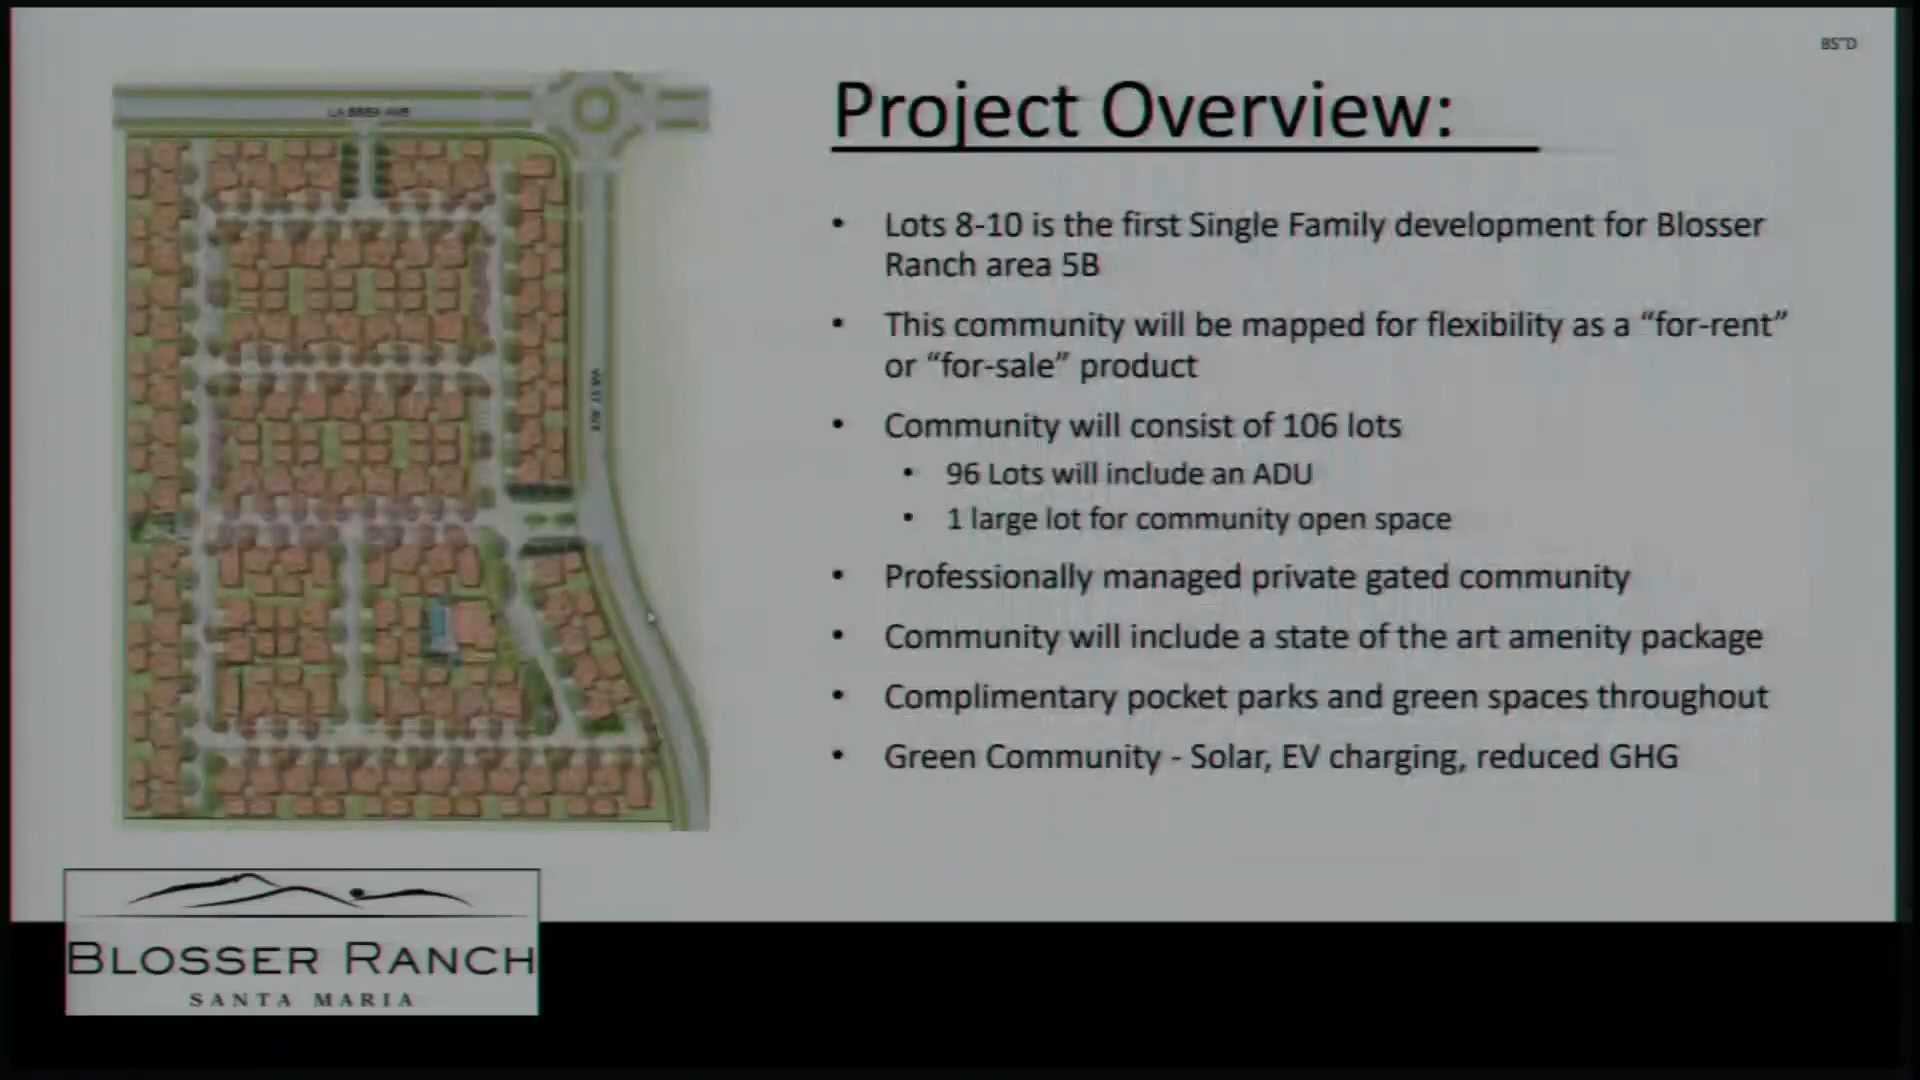 BS"D
Project Overview:
LA BREA AVE
• Lots 8-10 is the first Single Family development for Blosser
Ranch area 5B
• This community will be mapped for flexibility as a “for-rent”
or “for-sale” product
• Community will consist of 106 lots
• 96 Lots will include an ADU
• 1 large lot for community open space
• Professionally managed private gated community
• Community will include a state of the art amenity package
• Complimentary pocket parks and green spaces throughout
• Green Community - Solar, EV charging, reduced GHG
BLOSSER RANCH
SANTA MARIA